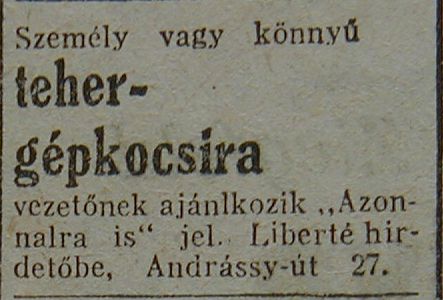 Személy vagy könnyű
teher-
gépkocsira
vezetőnek ajánlkozik „Azon-
nalra is“ jel. Liberté hir-
detőbe, Andrássy-út 27.